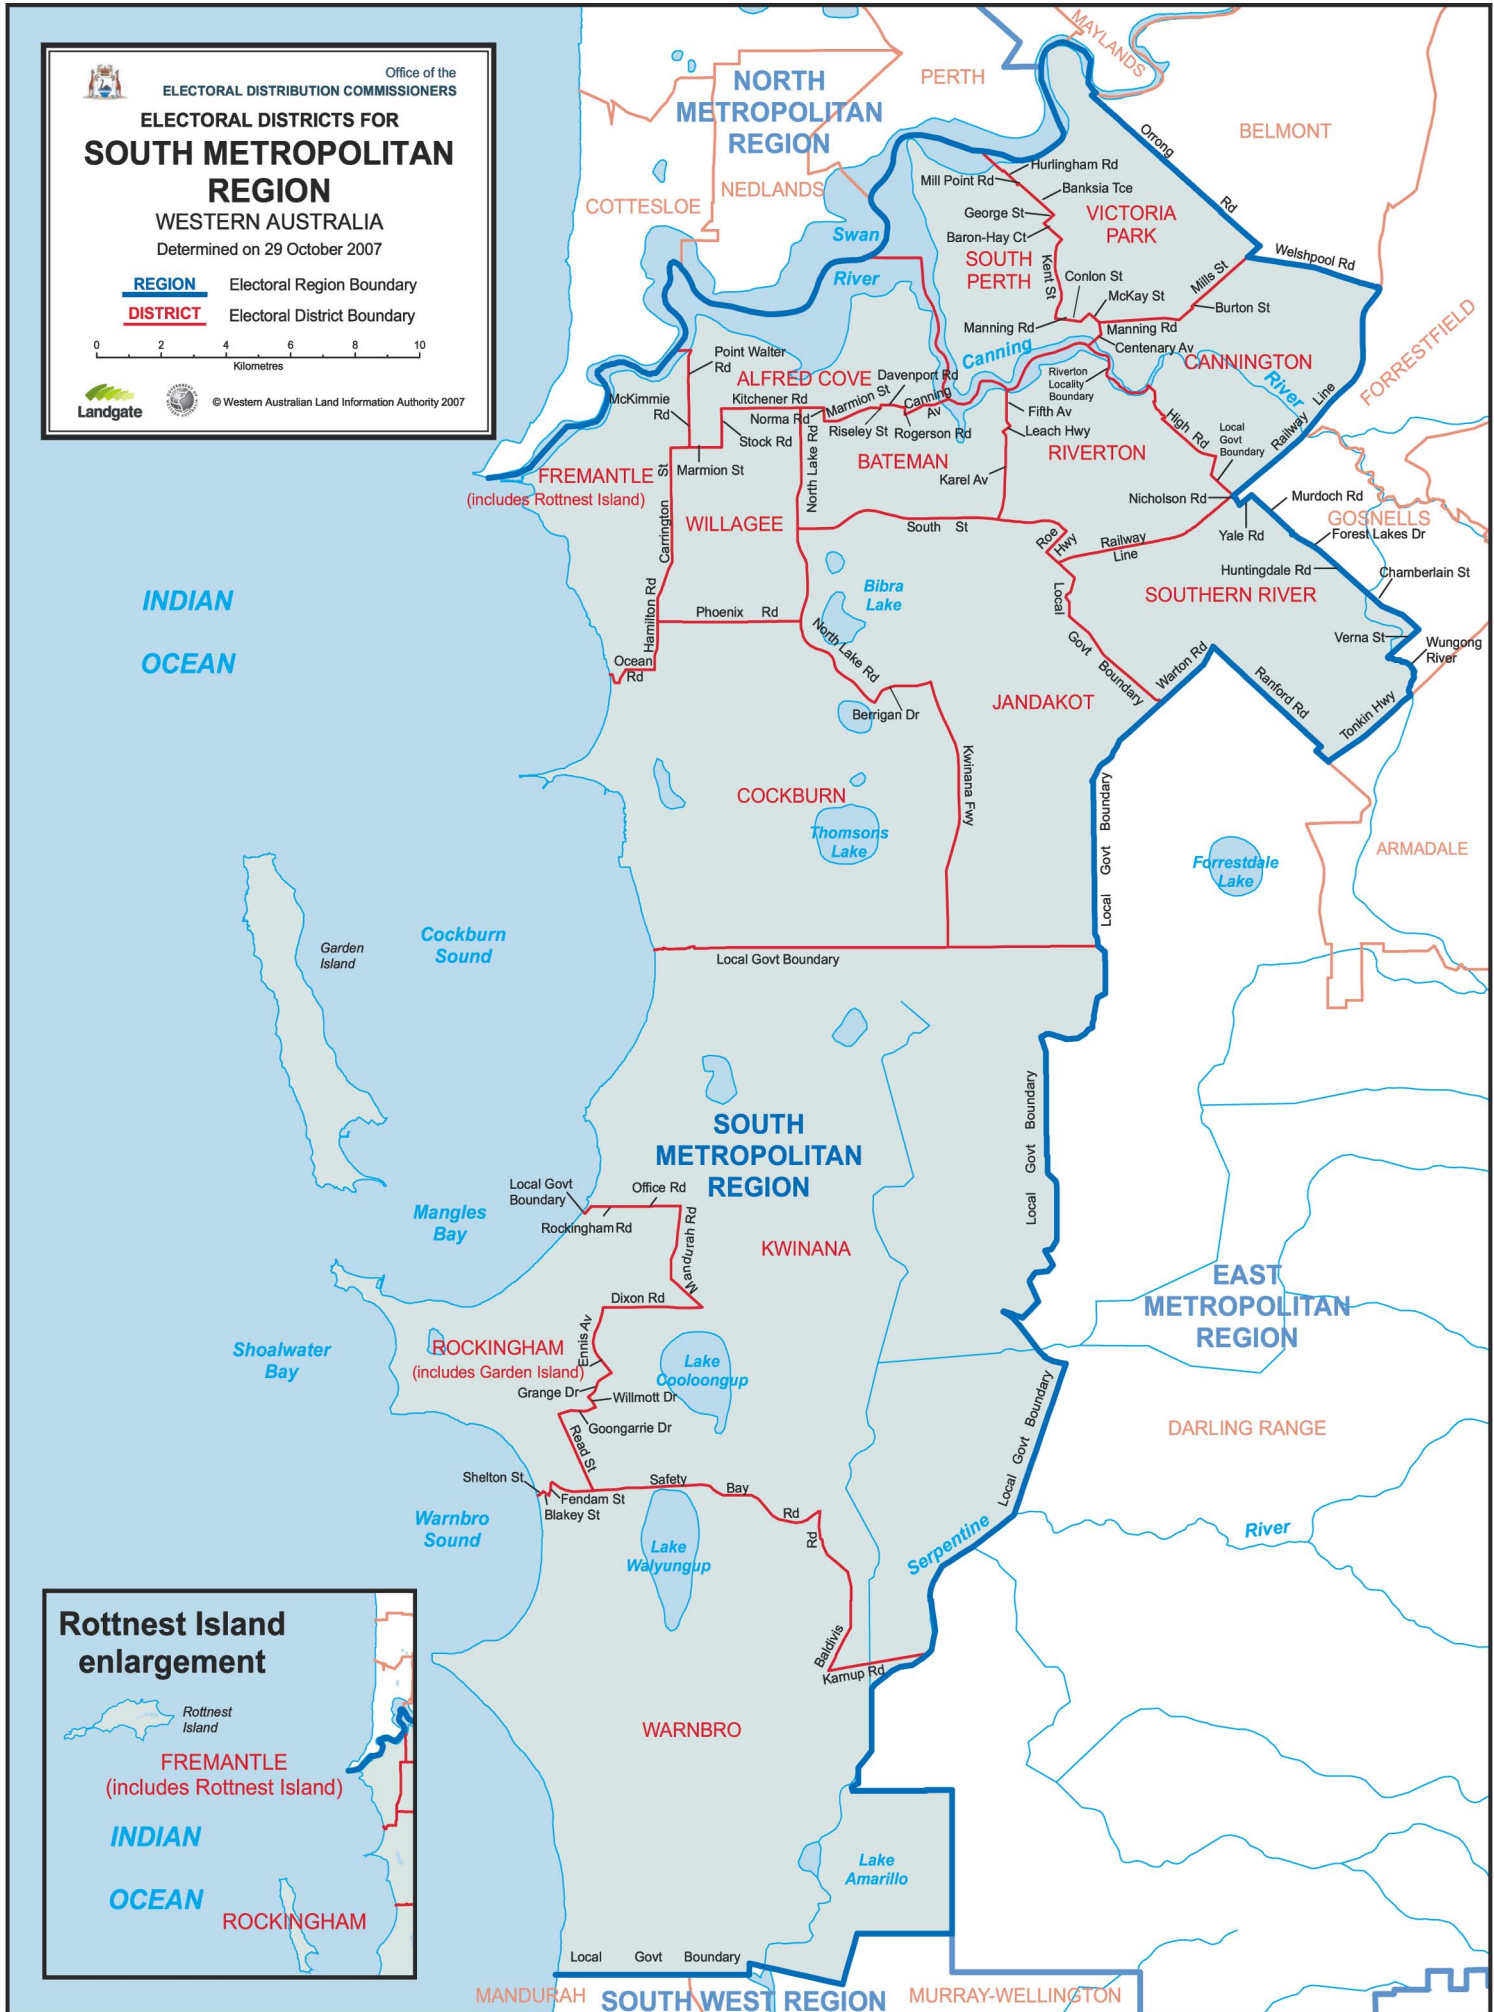 Office of the
ELECTORAL DISTRIBUTION COMMISSIONERS
ELECTORAL DISTRICTS FOR
SOUTH METROPOLITAN
REGION
WESTERN AUSTRALIA
Determined on 29 October 2007
REGION Electoral Region Boundary
DISTRICT Electoral District Boundary
0 2 4 6 8 10
Kilometres
Landgate
© Western Australian Land Information Authority 2007
NORTH
METROPOLITAN
REGION
PERTH
MAYLANDS
BELMONT
COTTESLOE
NEDLANDS
Orrong
Rd
Hurlingham Rd
Mill Point Rd
Banksia Tce
George St
VICTORIA
PARK
Baron-Hay Ct
SOUTH
PERTH
Kent St
Swan
River
Welshpool Rd
Conlon St
McKay St
Mills St
Burton St
Manning Rd
Manning Rd
Centenary Av
Canning
River
CANNINGTON
FORRESTFIELD
Riverton
Locality
Boundary
Point Walter
Rd
ALFRED COVE
Davenport Rd
McKimmie
Rd
Kitchener Rd
Norma Rd
Marmion St
Canning
Av
Riseley St
Rogerson Rd
Stock Rd
Fifth Av
Leach Hwy
High Rd
Local
Govt
Boundary
Railway
Line
FREMANTLE
(includes Rottnest Island)
Marmion St
North Lake Rd
BATEMAN
RIVERTON
Karel Av
Nicholson Rd
Murdoch Rd
Carrington
St
WILLAGEE
South St
Roe
Hwy
Railway
Line
Yale Rd
GOSNELLS
Forest Lakes Dr
Huntingdale Rd
Chamberlain St
INDIAN
OCEAN
Bibra
Lake
SOUTHERN RIVER
Local
Govt
Boundary
Hamilton Rd
Phoenix Rd
North Lake Rd
Verna St
Wungong
River
Ocean
Rd
Warton Rd
Ranford Rd
Tonkin Hwy
Berrigan Dr
JANDAKOT
Kwinana Fwy
COCKBURN
Thomsons
Lake
Local Govt Boundary
Forrestdale
Lake
ARMADALE
Cockburn
Sound
Garden
Island
Local Govt Boundary
SOUTH
METROPOLITAN
REGION
Local Govt Boundary
Local Govt
Boundary
Office Rd
Rockingham Rd
Mandurah Rd
Mangles
Bay
KWINANA
EAST
METROPOLITAN
REGION
Dixon Rd
Shoalwater
Bay
ROCKINGHAM
(includes Garden Island)
Ennis Av
Lake
Cooloongup
Grange Dr
Willmott Dr
Goongarrie Dr
Read St
DARLING RANGE
Local Govt Boundary
Shelton St
Fendam St
Blakey St
Safety Bay Rd
Warnbro
Sound
Lake
Walyungup
Rd
Baldivis
Serpentine
River
Karnup Rd
WARNBRO
Rottnest Island
enlargement
Rottnest
Island
FREMANTLE
(includes Rottnest Island)
INDIAN
OCEAN
ROCKINGHAM
Lake
Amarillo
Local Govt Boundary
MANDURAH
SOUTH WEST REGION
MURRAY-WELLINGTON